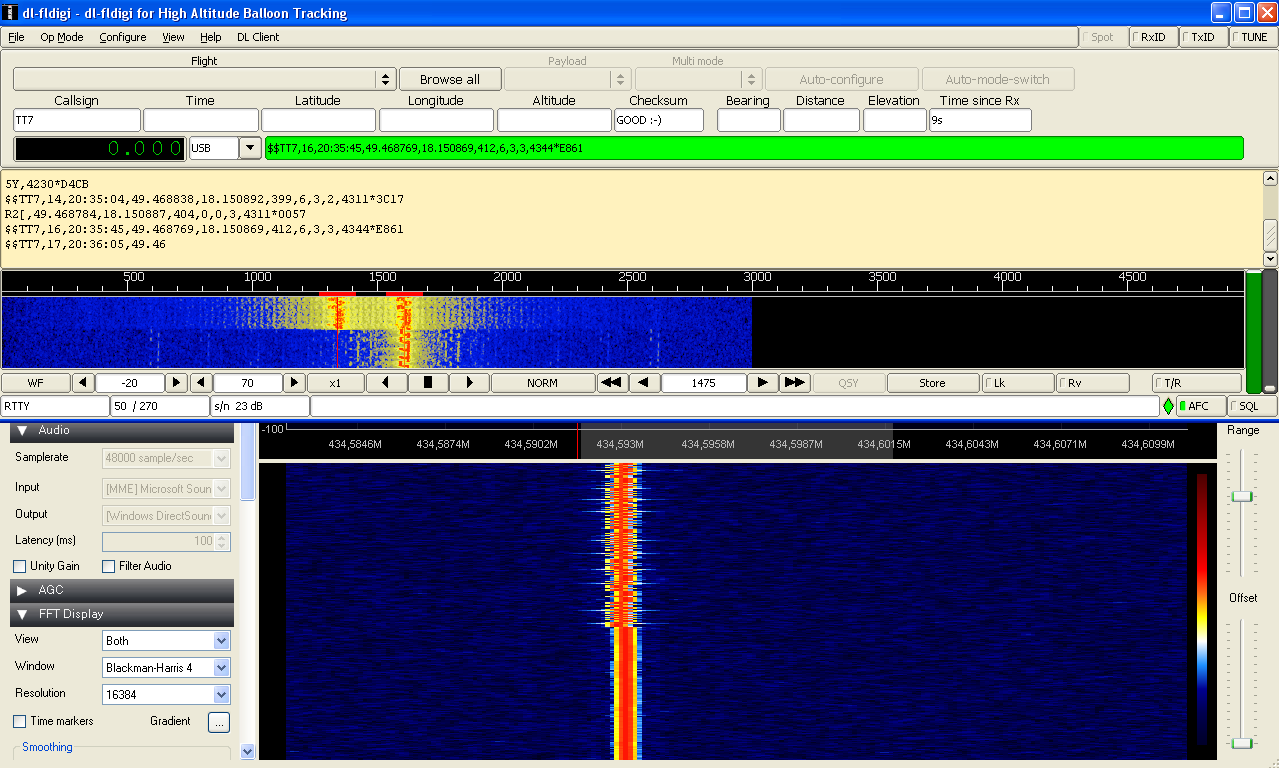 dl-fldigi - dl-fldigi for High Altitude Balloon Tracking
File Op Mode Configure View Help DL Client Spot RxID TxID TUNE
Flight Payload Multi mode
Browse all Auto-configure Auto-mode-switch
Callsign Time Latitude Longitude Altitude Checksum Bearing Distance Elevation Time since Rx
TT7 GOOD :-) 9s
0.000 USB $$TT7,16,20:35:45,49.468769,18.150869,412,6,3,3,4344*E861
5Y,4230*D4CB
$$TT7,14,20:35:04,49.468838,18.150892,399,6,3,2,4311*3C17
R2[,49.468784,18.150887,404,0,0,3,4311*0057
$$TT7,16,20:35:45,49.468769,18.150869,412,6,3,3,4344*E861
$$TT7,17,20:36:05,49.46
500 1000 1500 2000 2500 3000 3500 4000 4500
WF -20 70 x1 NORM 1475 QSY Store Lk Rv T/R
RTTY 50 / 270 s/n 23 dB AFC SQL
Audio -100 Range
434,5846M 434,5874M 434,5902M 434,593M 434,5958M 434,5987M 434,6015M 434,6043M 434,6071M 434,6099M
Samplerate 48000 sample/sec
Input [MME] Microsoft Soun
Output [Windows DirectSoun
Latency (ms) 100
Unity Gain Filter Audio
AGC
Offset
FFT Display
View Both
Window Blackman-Harris 4
Resolution 16384
Time markers Gradient ...
Smoothing